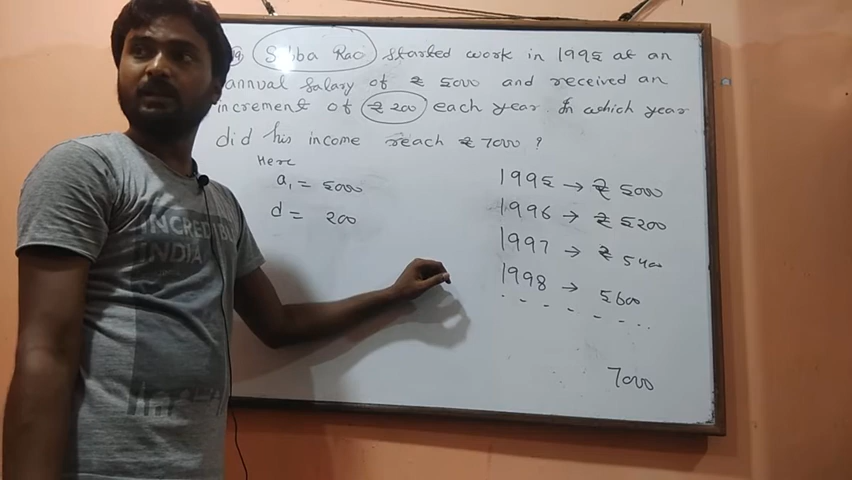 Subba Rao started work in 1995 at an
annual salary of ₹ 5000 and received an
increment of ₹ 200 each year. In which year
did his income reach ₹ 7000 ?
Here
a₁ = 5000
d = 200
1995 → ₹ 5000
1996 → ₹ 5200
1997 → ₹ 5400
1998 → 5600
7000
INCREDIBLE
INDIA